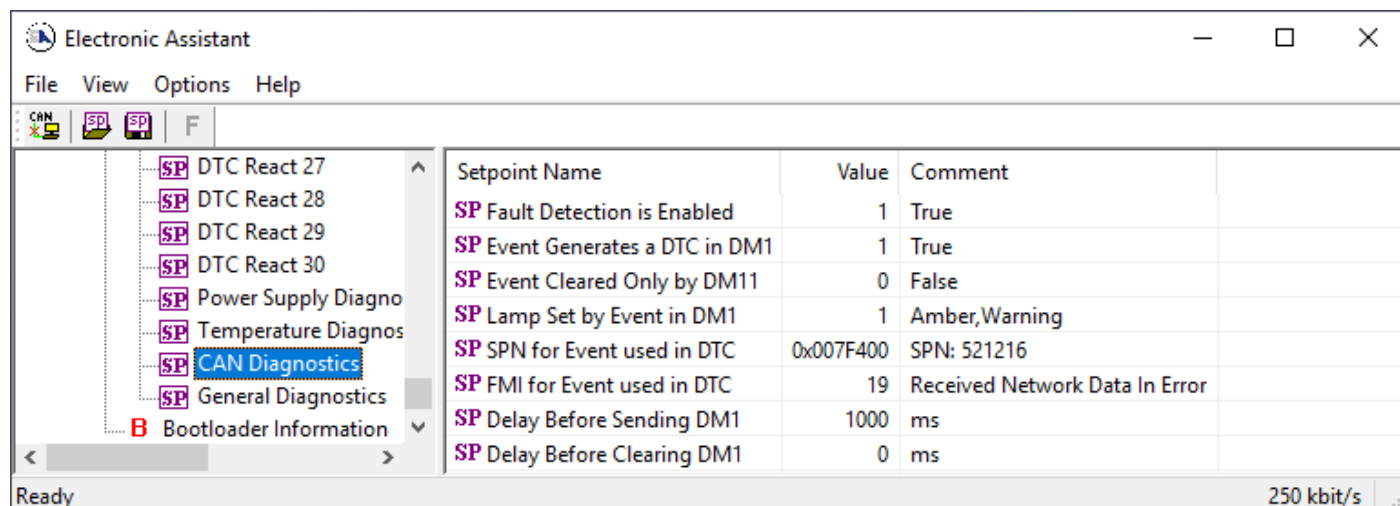 Electronic Assistant
File View Options Help
CAN SP SP F
SP DTC React 27
SP DTC React 28
SP DTC React 29
SP DTC React 30
SP Power Supply Diagno
SP Temperature Diagnos
SP CAN Diagnostics
SP General Diagnostics
B Bootloader Information
Setpoint Name Value Comment
SP Fault Detection is Enabled 1 True
SP Event Generates a DTC in DM1 1 True
SP Event Cleared Only by DM11 0 False
SP Lamp Set by Event in DM1 1 Amber,Warning
SP SPN for Event used in DTC 0x007F400 SPN: 521216
SP FMI for Event used in DTC 19 Received Network Data In Error
SP Delay Before Sending DM1 1000 ms
SP Delay Before Clearing DM1 0 ms
Ready 250 kbit/s